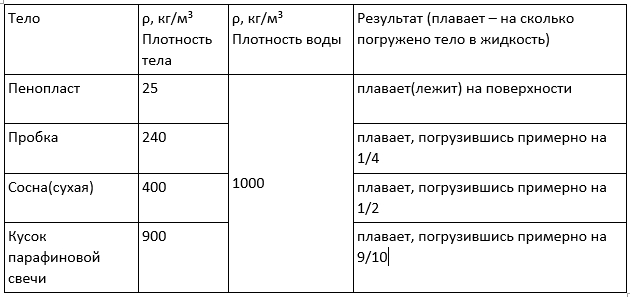 Тело
ρ, кг/м³
Плотность
тела
ρ, кг/м³
Плотность воды
Результат (плавает – на сколько
погружено тело в жидкость)
Пенопласт
25
1000
плавает(лежит) на поверхности
Пробка
240
плавает, погрузившись примерно на
1/4
Сосна(сухая)
400
плавает, погрузившись примерно на
1/2
Кусок
парафиновой
свечи
900
плавает, погрузившись примерно на
9/10